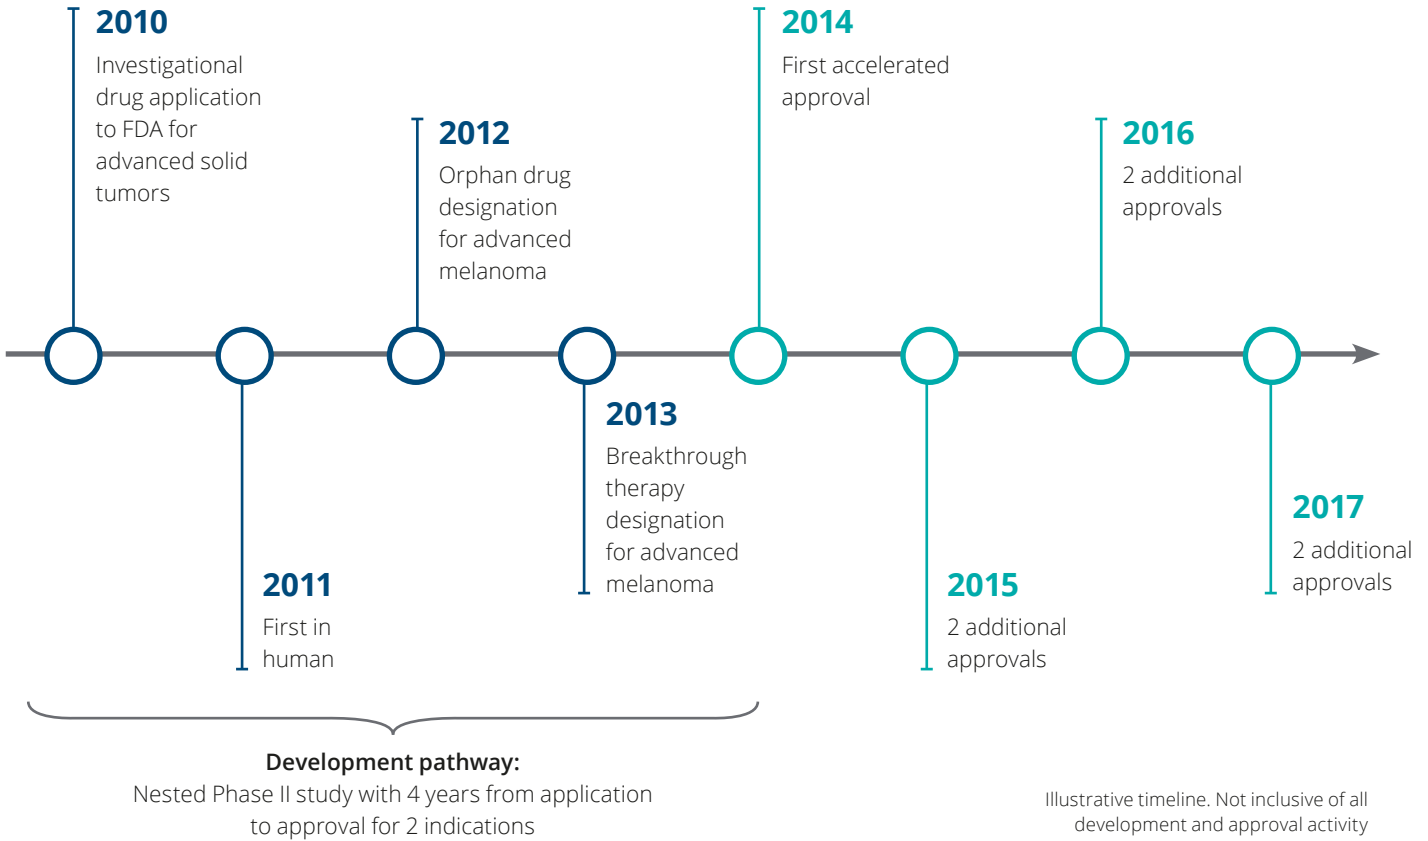 2010
Investigational
drug application
to FDA for
advanced solid
tumors
2011
First in
human
2012
Orphan drug
designation
for advanced
melanoma
2013
Breakthrough
therapy
designation
for advanced
melanoma
2014
First accelerated
approval
2015
2 additional
approvals
2016
2 additional
approvals
2017
2 additional
approvals
Development pathway:
Nested Phase II study with 4 years from application
to approval for 2 indications
Illustrative timeline. Not inclusive of all
development and approval activity